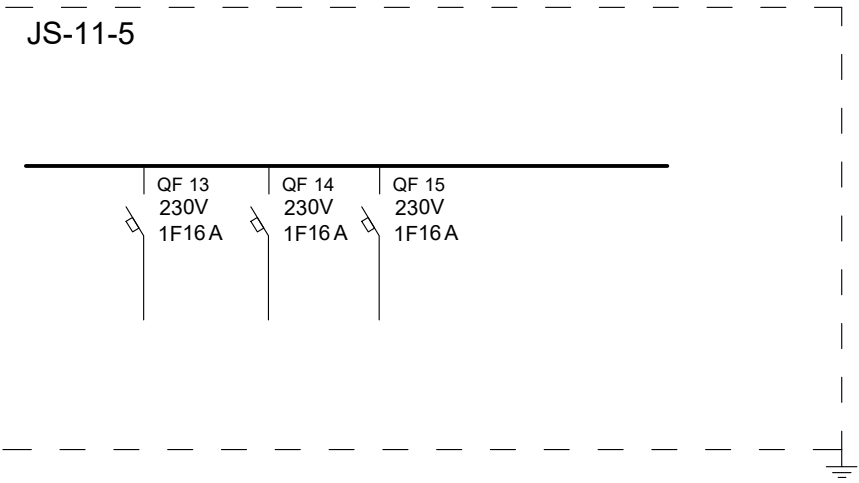 JS-11-5
QF 13
230V
1F16 A
QF 14
230V
1F16 A
QF 15
230V
1F16 A